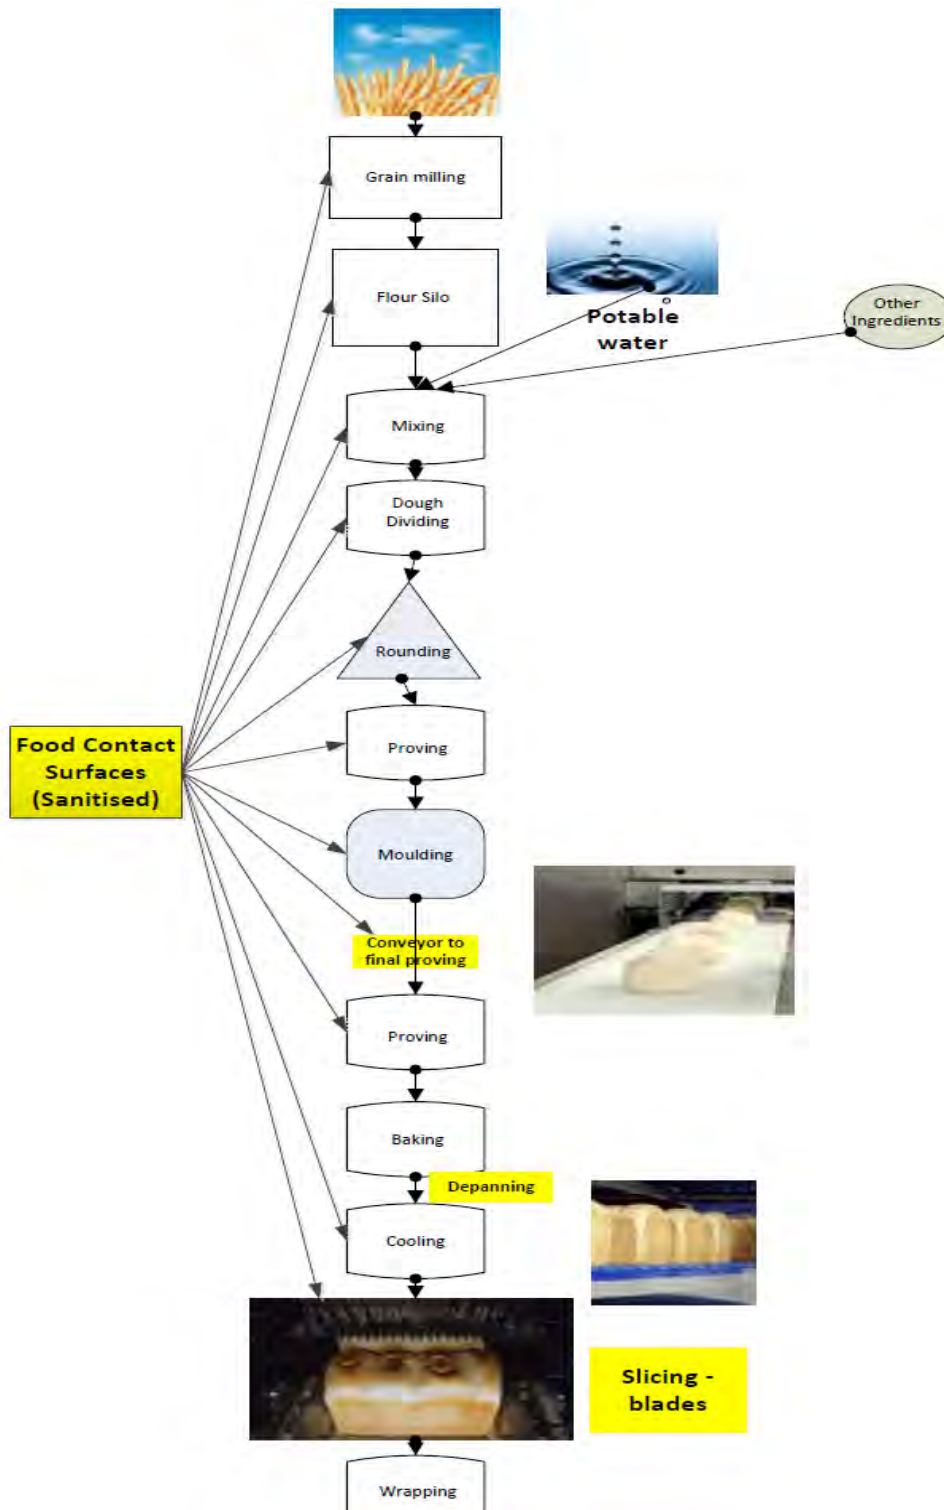 Grain milling
Flour Silo
Potable
water
Other
Ingredients
Mixing
Dough
Dividing
Rounding
Food Contact
Surfaces
(Sanitised)
Proving
Moulding
Conveyor to
final proving
Proving
Baking
Depanning
Cooling
Slicing -
blades
Wrapping